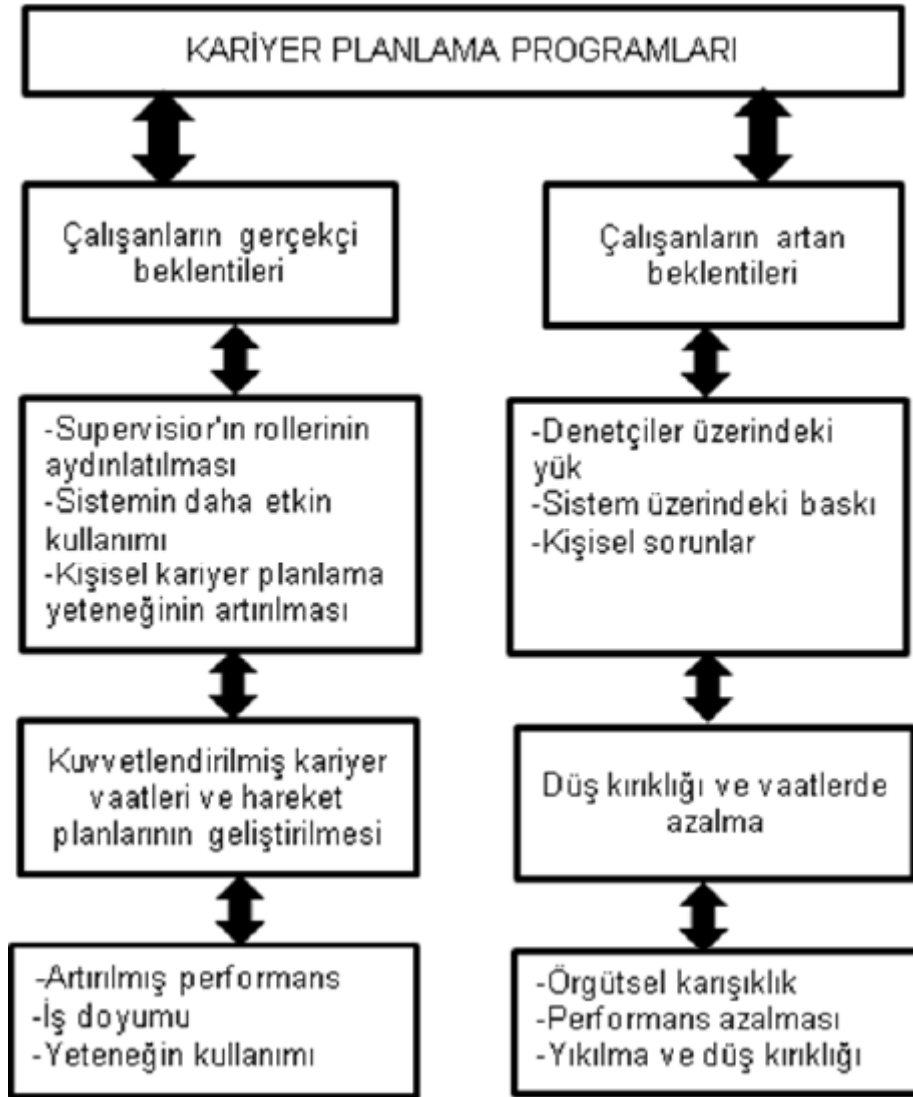 KARİYER PLANLAMA PROGRAMLARI
Çalışanların gerçekçi
beklentileri
Çalışanların artan
beklentileri
-Supervisior'ın rollerinin
aydınlatılması
-Sistemin daha etkin
kullanımı
-Kişisel kariyer planlama
yeteneğinin artırılması
-Denetçiler üzerindeki
yük
-Sistem üzerindeki baskı
-Kişisel sorunlar
Kuvvetlendirilmiş kariyer
vaatleri ve hareket
planlarının geliştirilmesi
Düş kırıklığı ve vaatlerde
azalma
-Artırılmış performans
-İş doyumu
-Yeteneğin kullanımı
-Örgütsel karışıklık
-Performans azalması
-Yıkılma ve düş kırıklığı